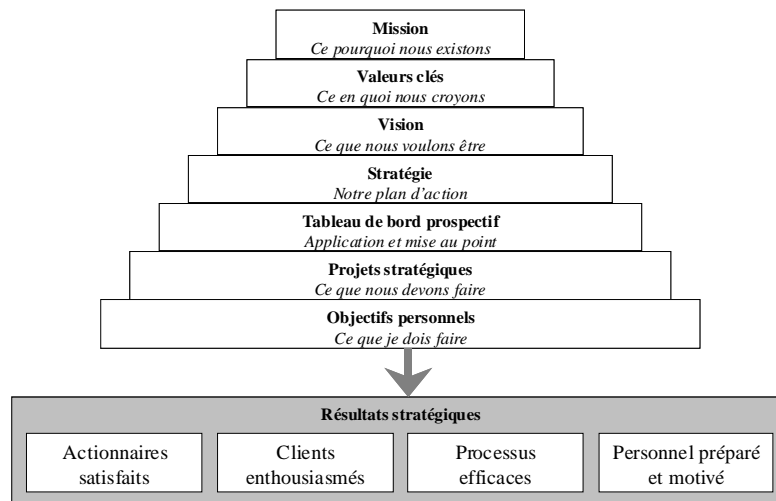 Mission
Ce pourquoi nous existons
Valeurs clés
Ce en quoi nous croyons
Vision
Ce que nous voulons être
Stratégie
Notre plan d'action
Tableau de bord prospectif
Application et mise au point
Projets stratégiques
Ce que nous devons faire
Objectifs personnels
Ce que je dois faire
Résultats stratégiques
Actionnaires
satisfaits
Clients
enthousiasmés
Processus
efficaces
Personnel préparé
et motivé